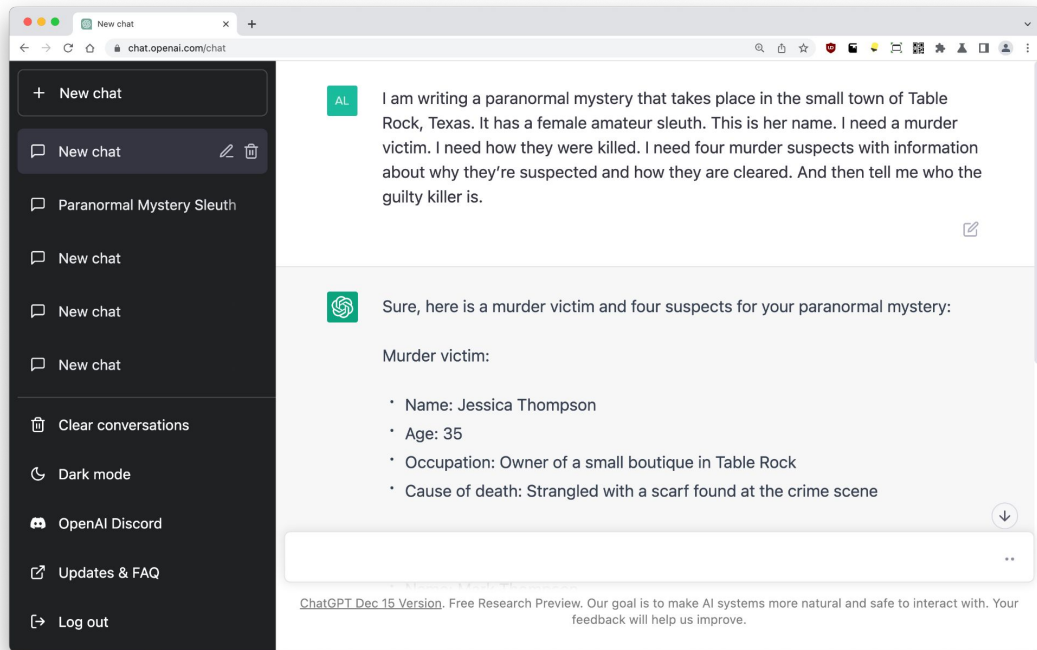 New chat
chat.openai.com/chat
New chat
New chat
Paranormal Mystery Sleuth
New chat
New chat
New chat
Clear conversations
Dark mode
OpenAI Discord
Updates & FAQ
Log out
AL
I am writing a paranormal mystery that takes place in the small town of Table
Rock, Texas. It has a female amateur sleuth. This is her name. I need a murder
victim. I need how they were killed. I need four murder suspects with information
about why they're suspected and how they are cleared. And then tell me who the
guilty killer is.
Sure, here is a murder victim and four suspects for your paranormal mystery:
Murder victim:
Name: Jessica Thompson
Age: 35
Occupation: Owner of a small boutique in Table Rock
Cause of death: Strangled with a scarf found at the crime scene
Name: Mark Thompson
ChatGPT Dec 15 Version. Free Research Preview. Our goal is to make AI systems more natural and safe to interact with. Your
feedback will help us improve.